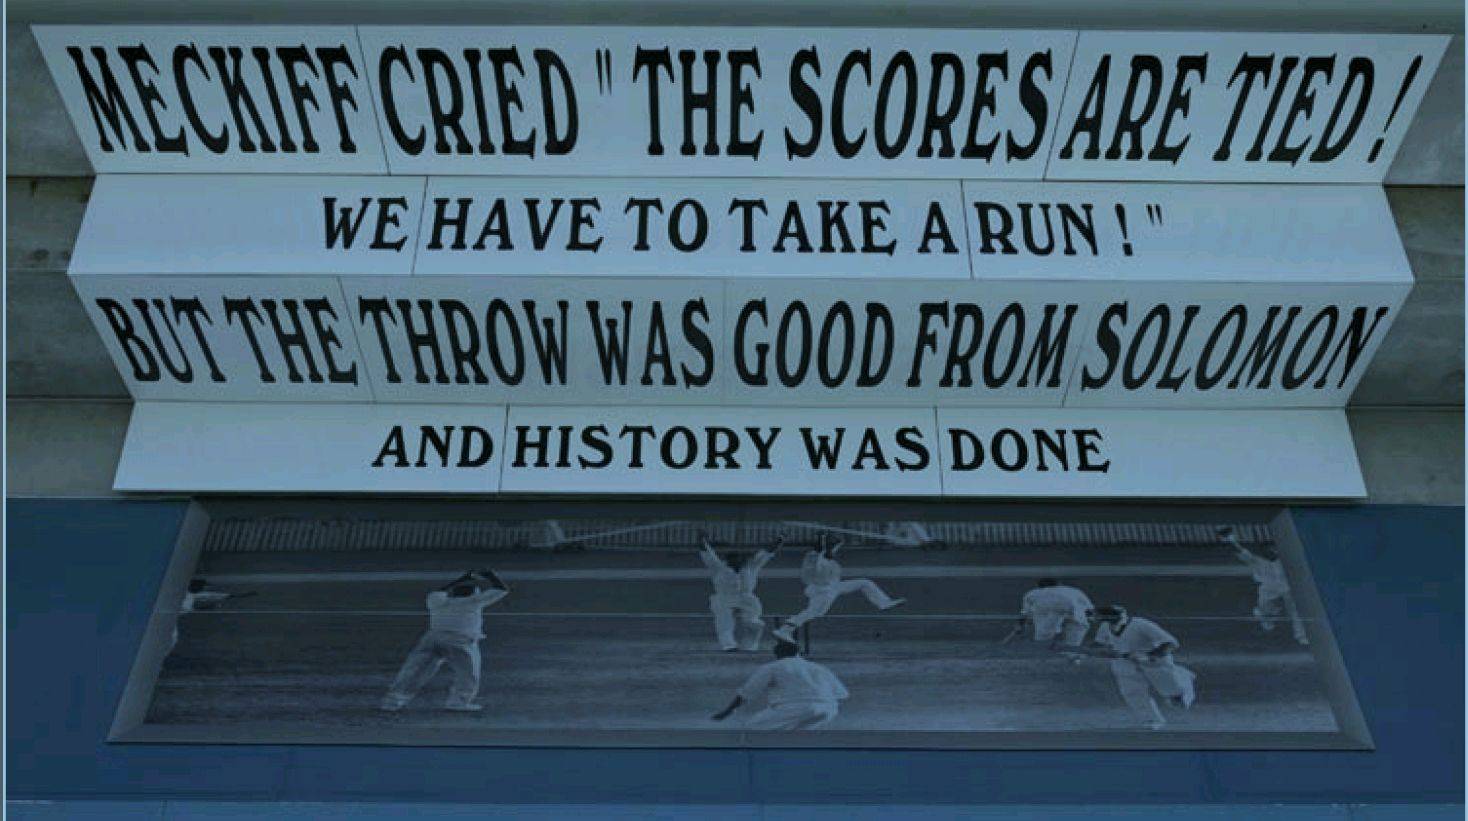 MECKIFF CRIED " THE SCORES ARE TIED !
WE HAVE TO TAKE A RUN ! "
BUT THE THROW WAS GOOD FROM SOLOMON
AND HISTORY WAS DONE